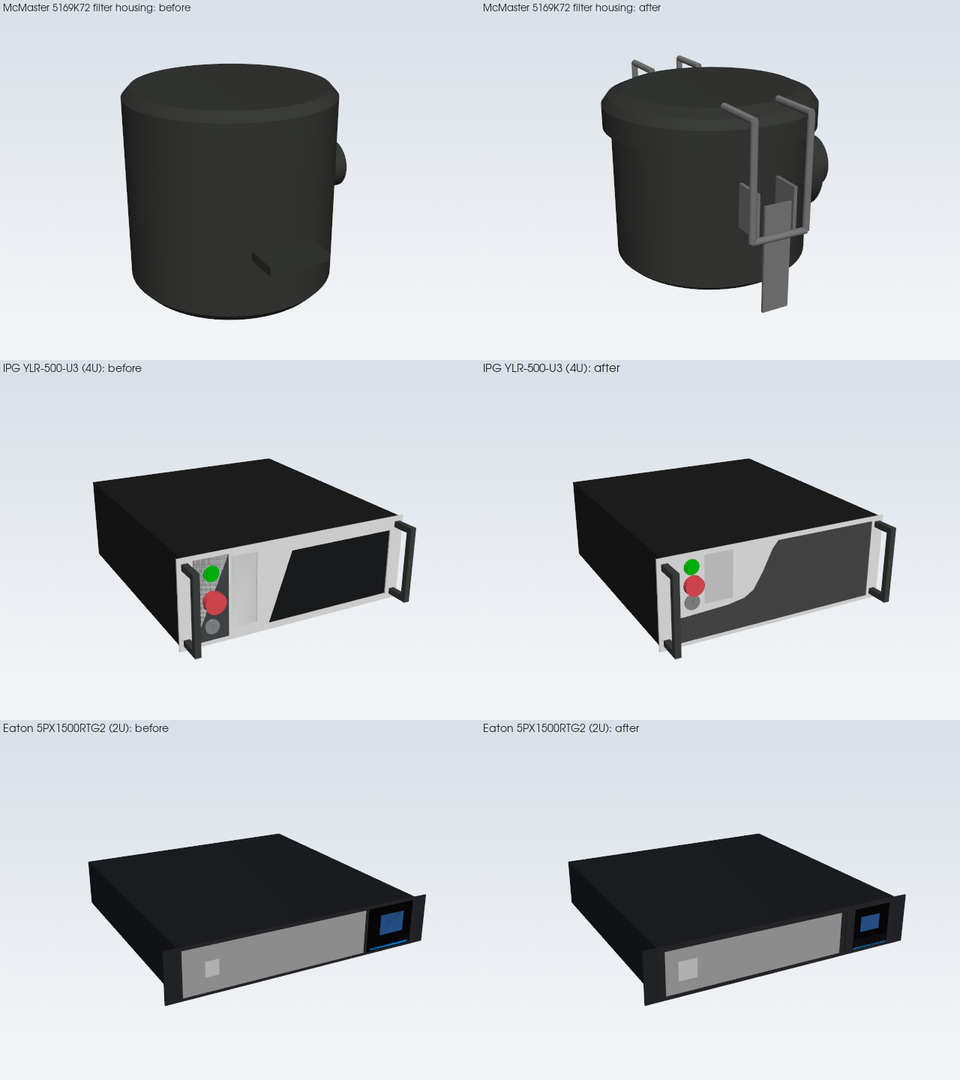 McMaster 5169K72 filter housing: before
McMaster 5169K72 filter housing: after
IPG YLR-500-U3 (4U): before
IPG YLR-500-U3 (4U): after
Eaton 5PX1500RTG2 (2U): before
Eaton 5PX1500RTG2 (2U): after